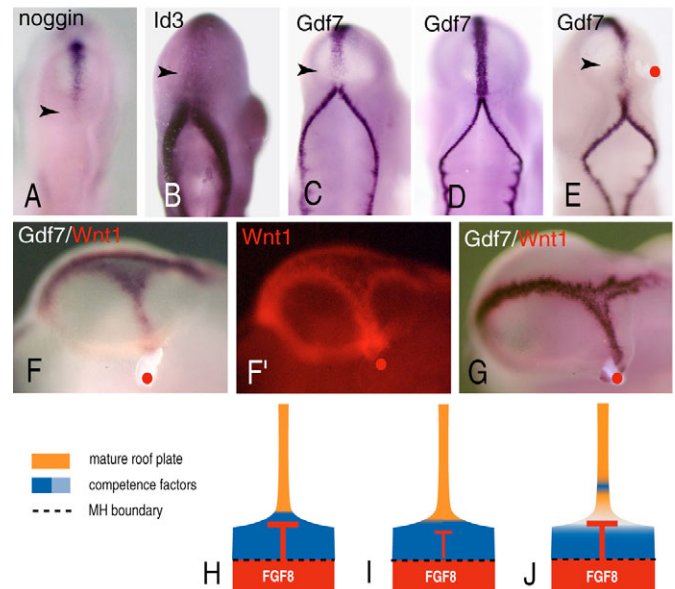 noggin
Id3
Gdf7
Gdf7
Gdf7
A
B
C
D
E
Gdf7/Wnt1
Wnt1
Gdf7/Wnt1
F
F'
G
mature roof plate
competence factors
MH boundary
H
FGF8
I
FGF8
J
FGF8